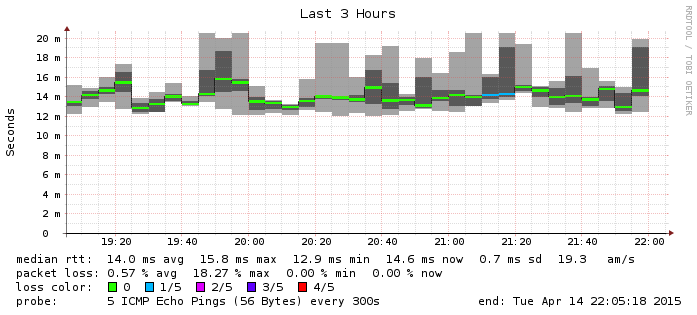 Last 3 Hours
RRDTOOL / TOBI OETIKER
Seconds
20 m
18 m
16 m
14 m
12 m
10 m
8 m
6 m
4 m
2 m
0
19:20 19:40 20:00 20:20 20:40 21:00 21:20 21:40 22:00
median rtt: 14.0 ms avg 15.8 ms max 12.9 ms min 14.6 ms now 0.7 ms sd 19.3 am/s
packet loss: 0.57 % avg 18.27 % max 0.00 % min 0.00 % now
loss color: 0 1/5 2/5 3/5 4/5
probe: 5 ICMP Echo Pings (56 Bytes) every 300s end: Tue Apr 14 22:05:18 2015